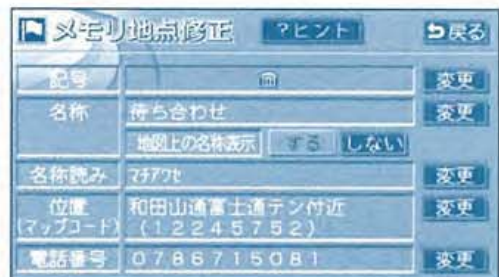 メモリ地点修正 ?ヒント 戻る
記号 変更
名称 待ち合わせ 変更
地図上の名称表示 する しない
名称読み マチアワセ 変更
位置 和田山通富士通テン付近 変更
(マップコード) (12245752)
電話番号 0786715081 変更